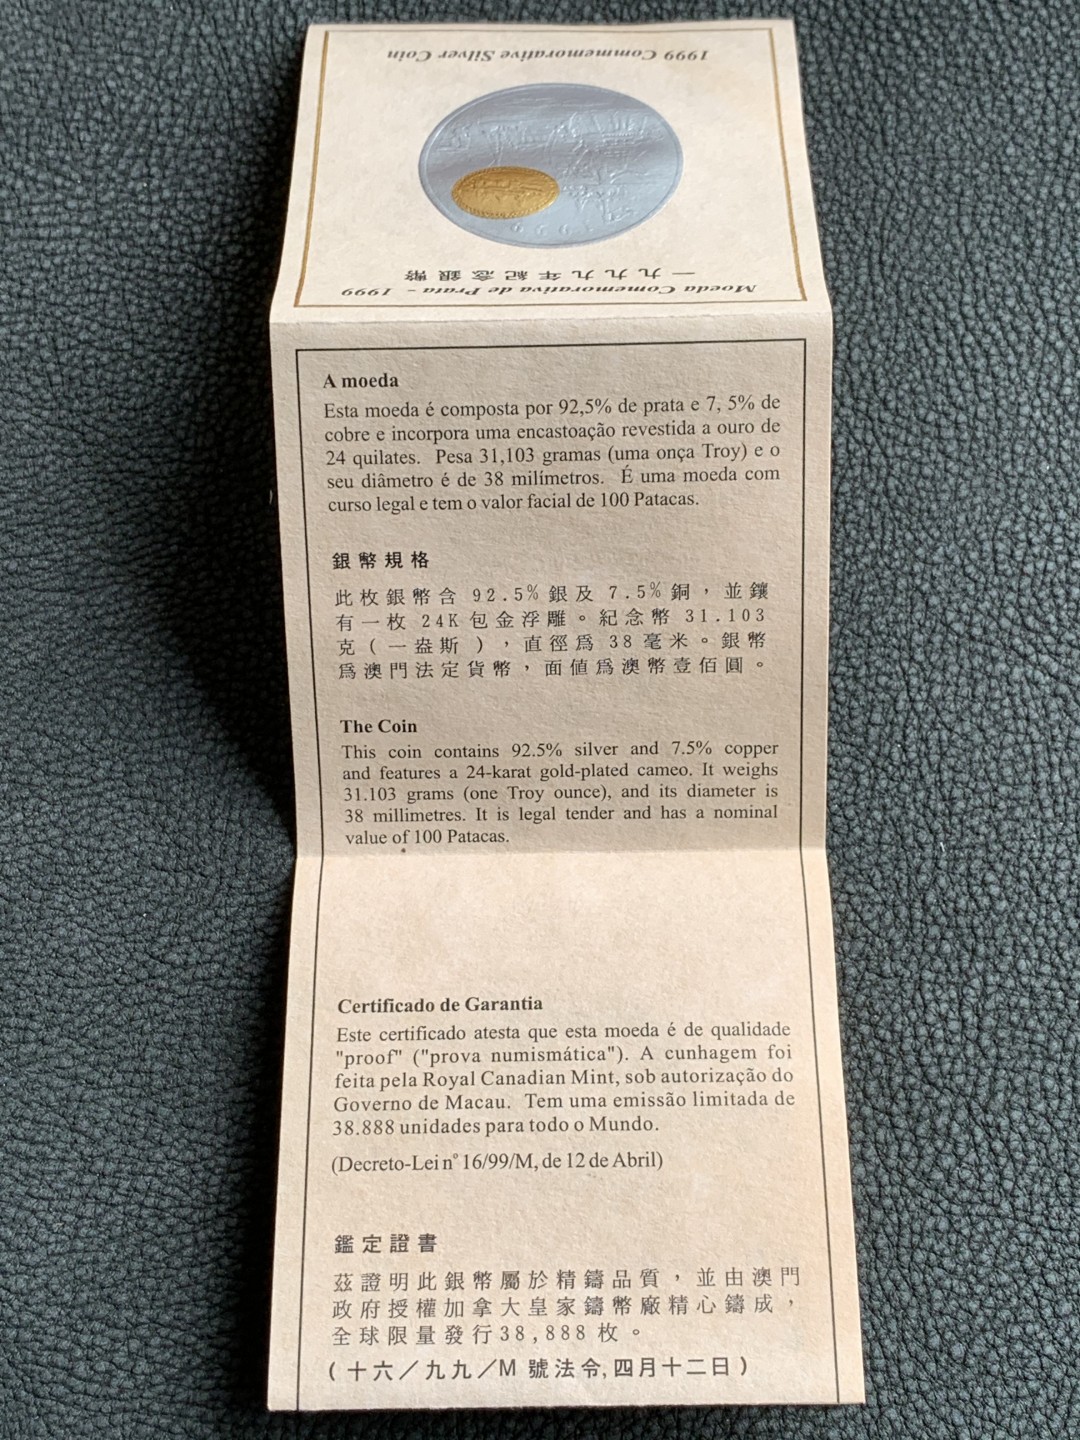 1999 Commemorative Silver Coin
1999
一九九九年紀念銀幣
Moeda Comemorativa de Prata - 1999
A moeda
Esta moeda é composta por 92,5% de prata e 7, 5% de
cobre e incorpora uma encastoação revestida a ouro de
24 quilates. Pesa 31,103 gramas (uma onça Troy) e o
seu diâmetro é de 38 milímetros. É uma moeda com
curso legal e tem o valor facial de 100 Patacas.
銀幣規格
此枚銀幣含 92.5% 銀及 7.5% 銅，並鑲
有一枚 24K 包金浮雕。紀念幣 31.103
克（一盎斯），直徑爲 38 毫米。銀幣
爲澳門法定貨幣，面値爲澳幣壹佰圓。
The Coin
This coin contains 92.5% silver and 7.5% copper
and features a 24-karat gold-plated cameo. It weighs
31.103 grams (one Troy ounce), and its diameter is
38 millimetres. It is legal tender and has a nominal
value of 100 Patacas.
Certificado de Garantia
Este certificado atesta que esta moeda é de qualidade
"proof" ("prova numismática"). A cunhagem foi
feita pela Royal Canadian Mint, sob autorização do
Governo de Macau. Tem uma emissão limitada de
38.888 unidades para todo o Mundo.
(Decreto-Lei nº 16/99/M, de 12 de Abril)
鑑定證書
茲證明此銀幣屬於精鑄品質，並由澳門
政府授權加拿大皇家鑄幣廠精心鑄成，
全球限量發行38,888 枚。
(十六／九九／M 號法令,四月十二日)